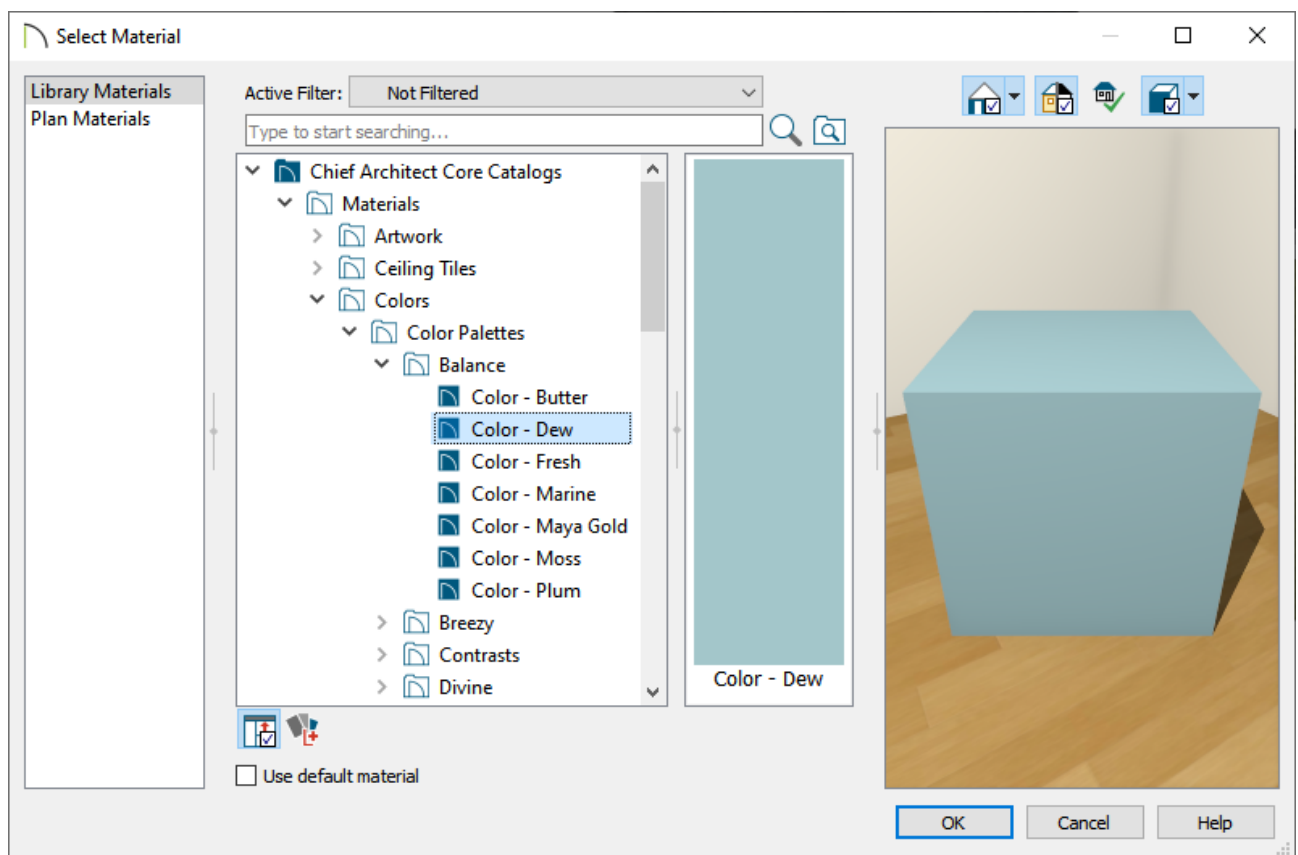 Select Material
Library Materials
Plan Materials
Active Filter: Not Filtered
Type to start searching...
Chief Architect Core Catalogs
Materials
Artwork
Ceiling Tiles
Colors
Color Palettes
Balance
Color - Butter
Color - Dew
Color - Fresh
Color - Marine
Color - Maya Gold
Color - Moss
Color - Plum
Breezy
Contrasts
Divine
Color - Dew
Use default material
OK Cancel Help